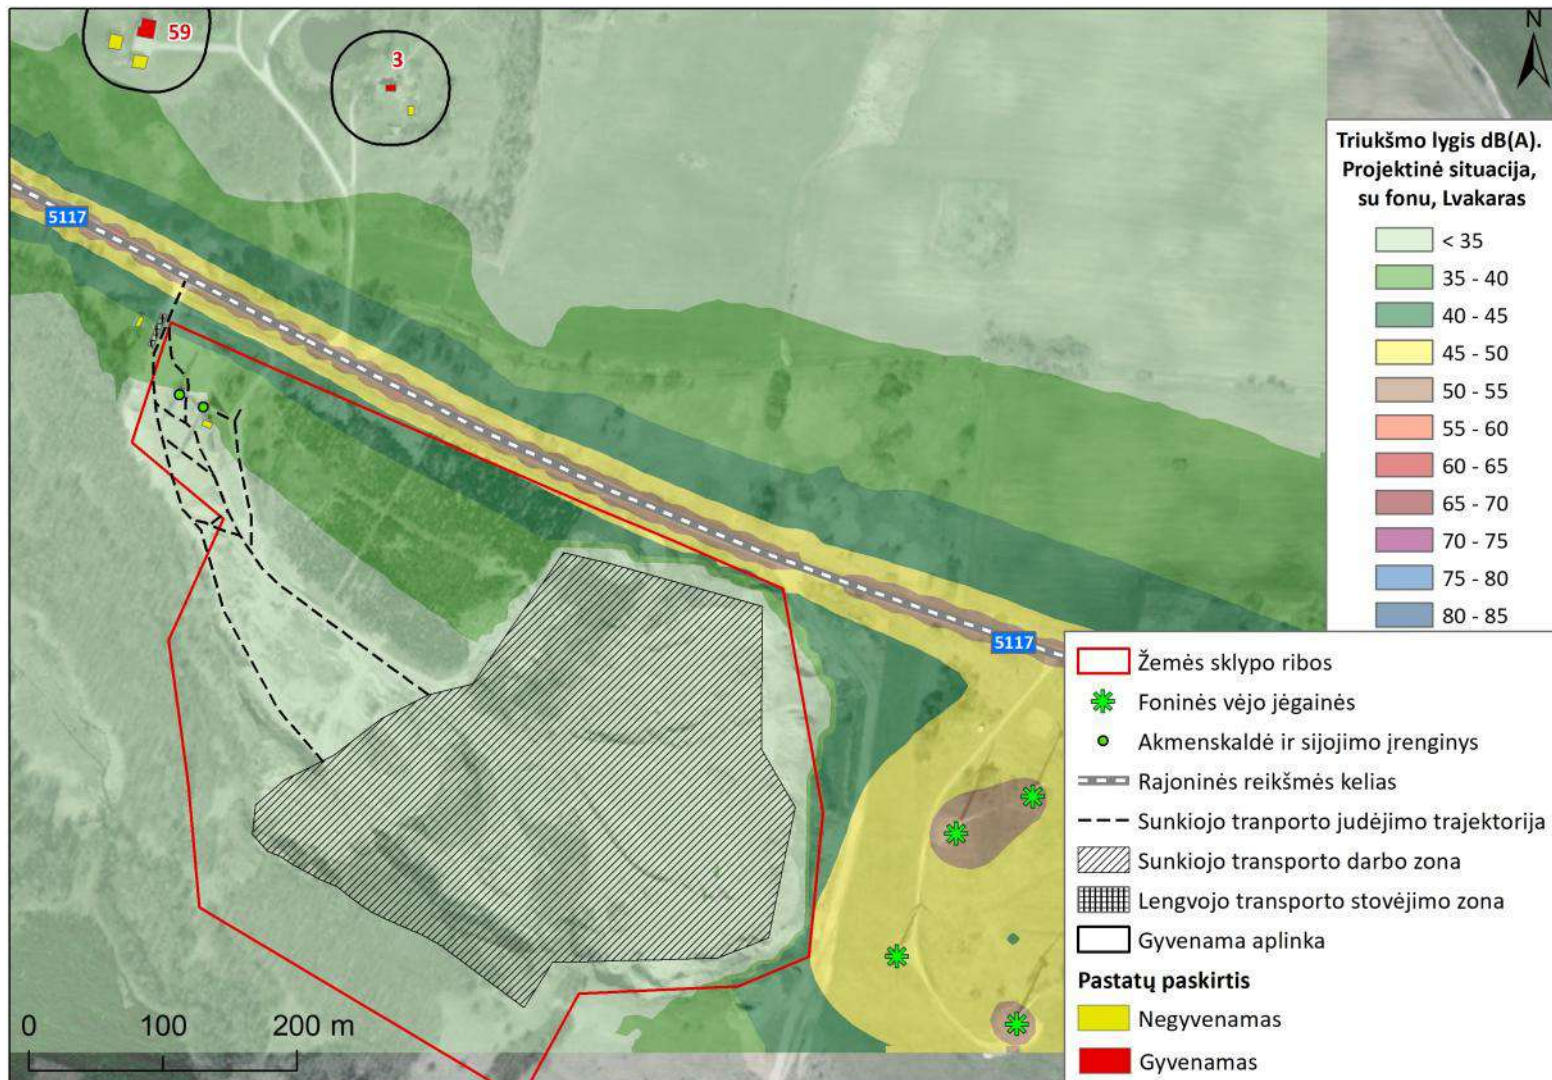 59
3
N
5117
Triukšmo lygis dB(A).
Projektinė situacija,
su fonu, Lvakaras
< 35
35 - 40
40 - 45
45 - 50
50 - 55
55 - 60
60 - 65
65 - 70
70 - 75
75 - 80
80 - 85
5117
Žemės sklypo ribos
Foninės vėjo jėgainės
Akmenskaldė ir sijojimo įrenginys
Rajoninės reikšmės kelias
Sunkiojo tranporto judėjimo trajektorija
Sunkiojo transporto darbo zona
Lengvojo transporto stovėjimo zona
Gyvenama aplinka
Pastatų paskirtis
Negyvenamas
Gyvenamas
0 100 200 m